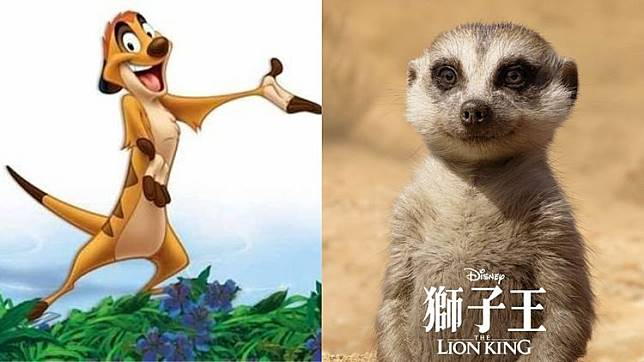 Disney
獅子王
THE
LION KING